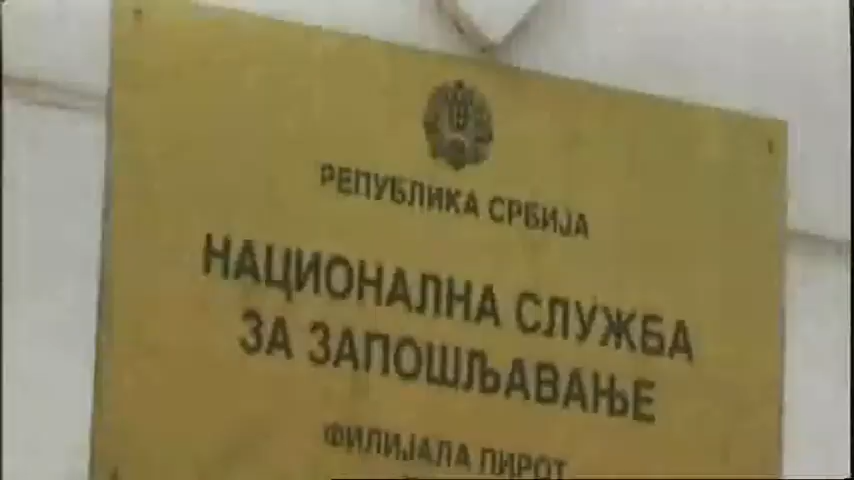 РЕПУБЛИКА СРБИЈА
НАЦИОНАЛНА СЛУЖБА
ЗА ЗАПОШЉАВАЊЕ
ФИЛИЈАЛА ПИРОТ